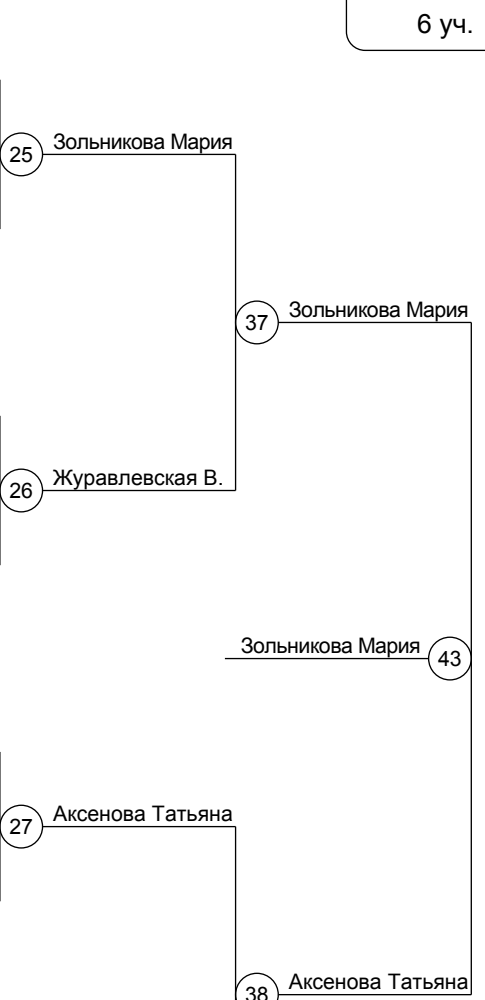 6 уч.
25 Зольникова Мария
37 Зольникова Мария
26 Журавлевская В.
Зольникова Мария 43
27 Аксенова Татьяна
38 Аксенова Татьяна